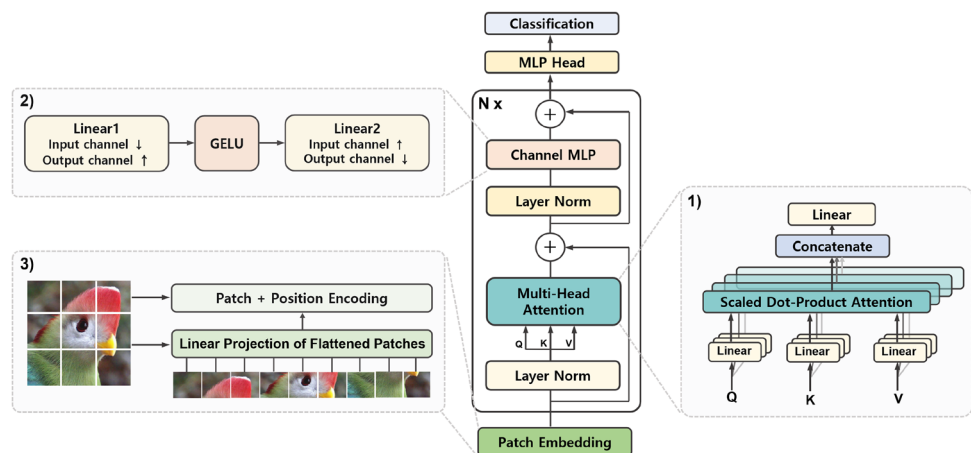 Classification
MLP Head
N x
2)
Linear1
Input channel ↓
Output channel ↑
GELU
Linear2
Input channel ↑
Output channel ↓
Channel MLP
Layer Norm
1)
Linear
Concatenate
Scaled Dot-Product Attention
Linear
Linear
Linear
Q
K
V
3)
Patch + Position Encoding
Linear Projection of Flattened Patches
Multi-Head
Attention
Q
K
V
Layer Norm
Patch Embedding